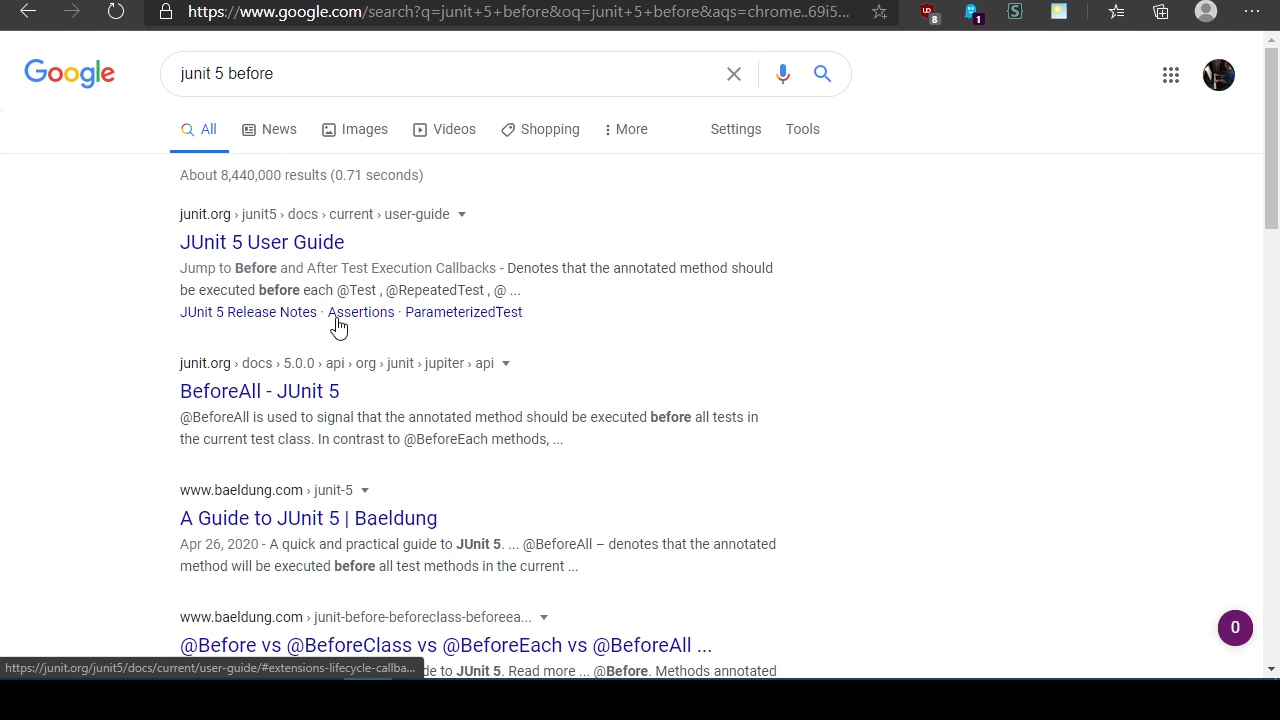 https://www.google.com/search?q=junit+5+before&oq=junit+5+before&aqs=chrome..69i5...
8
1
Google
junit 5 before
All
News
Images
Videos
Shopping
More
Settings
Tools
About 8,440,000 results (0.71 seconds)
junit.org › junit5 › docs › current › user-guide
JUnit 5 User Guide
Jump to Before and After Test Execution Callbacks - Denotes that the annotated method should
be executed before each @Test , @RepeatedTest , @ ...
JUnit 5 Release Notes · Assertions · ParameterizedTest
junit.org › docs › 5.0.0 › api › org › junit › jupiter › api
BeforeAll - JUnit 5
@BeforeAll is used to signal that the annotated method should be executed before all tests in
the current test class. In contrast to @BeforeEach methods, ...
www.baeldung.com › junit-5
A Guide to JUnit 5 | Baeldung
Apr 26, 2020 - A quick and practical guide to JUnit 5. ... @BeforeAll – denotes that the annotated
method will be executed before all test methods in the current ...
www.baeldung.com › junit-before-beforeclass-beforeea...
0
@Before vs @BeforeClass vs @BeforeEach vs @BeforeAll ...
https://junit.org/junit5/docs/current/user-guide/#extensions-lifecycle-callba...
de to JUnit 5. Read more ... @Before. Methods annotated